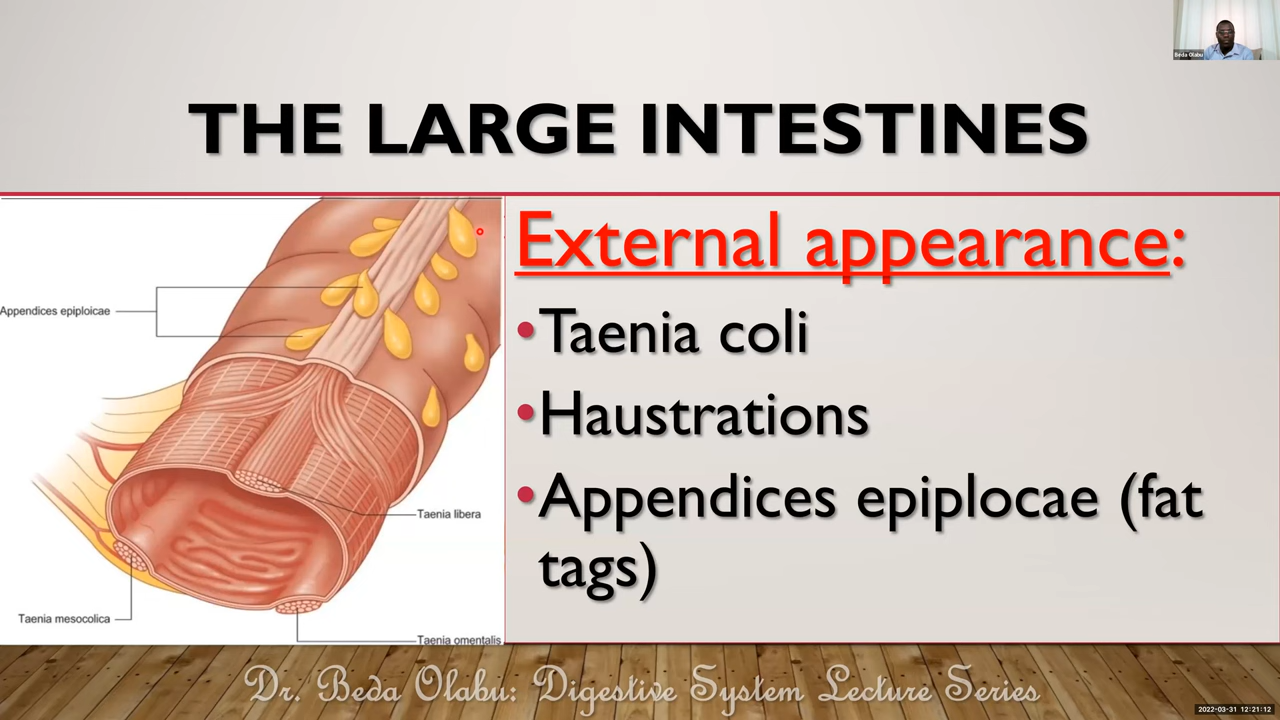 Beda Olabu
THE LARGE INTESTINES
Appendices epiploicae
Taenia libera
Taenia mesocolica
Taenia omentalis
External appearance:
•Taenia coli
•Haustrations
•Appendices epiplocae (fat
tags)
Dr. Beda Olabu: Digestive System Lecture Series
2022-03-31 12:21:12